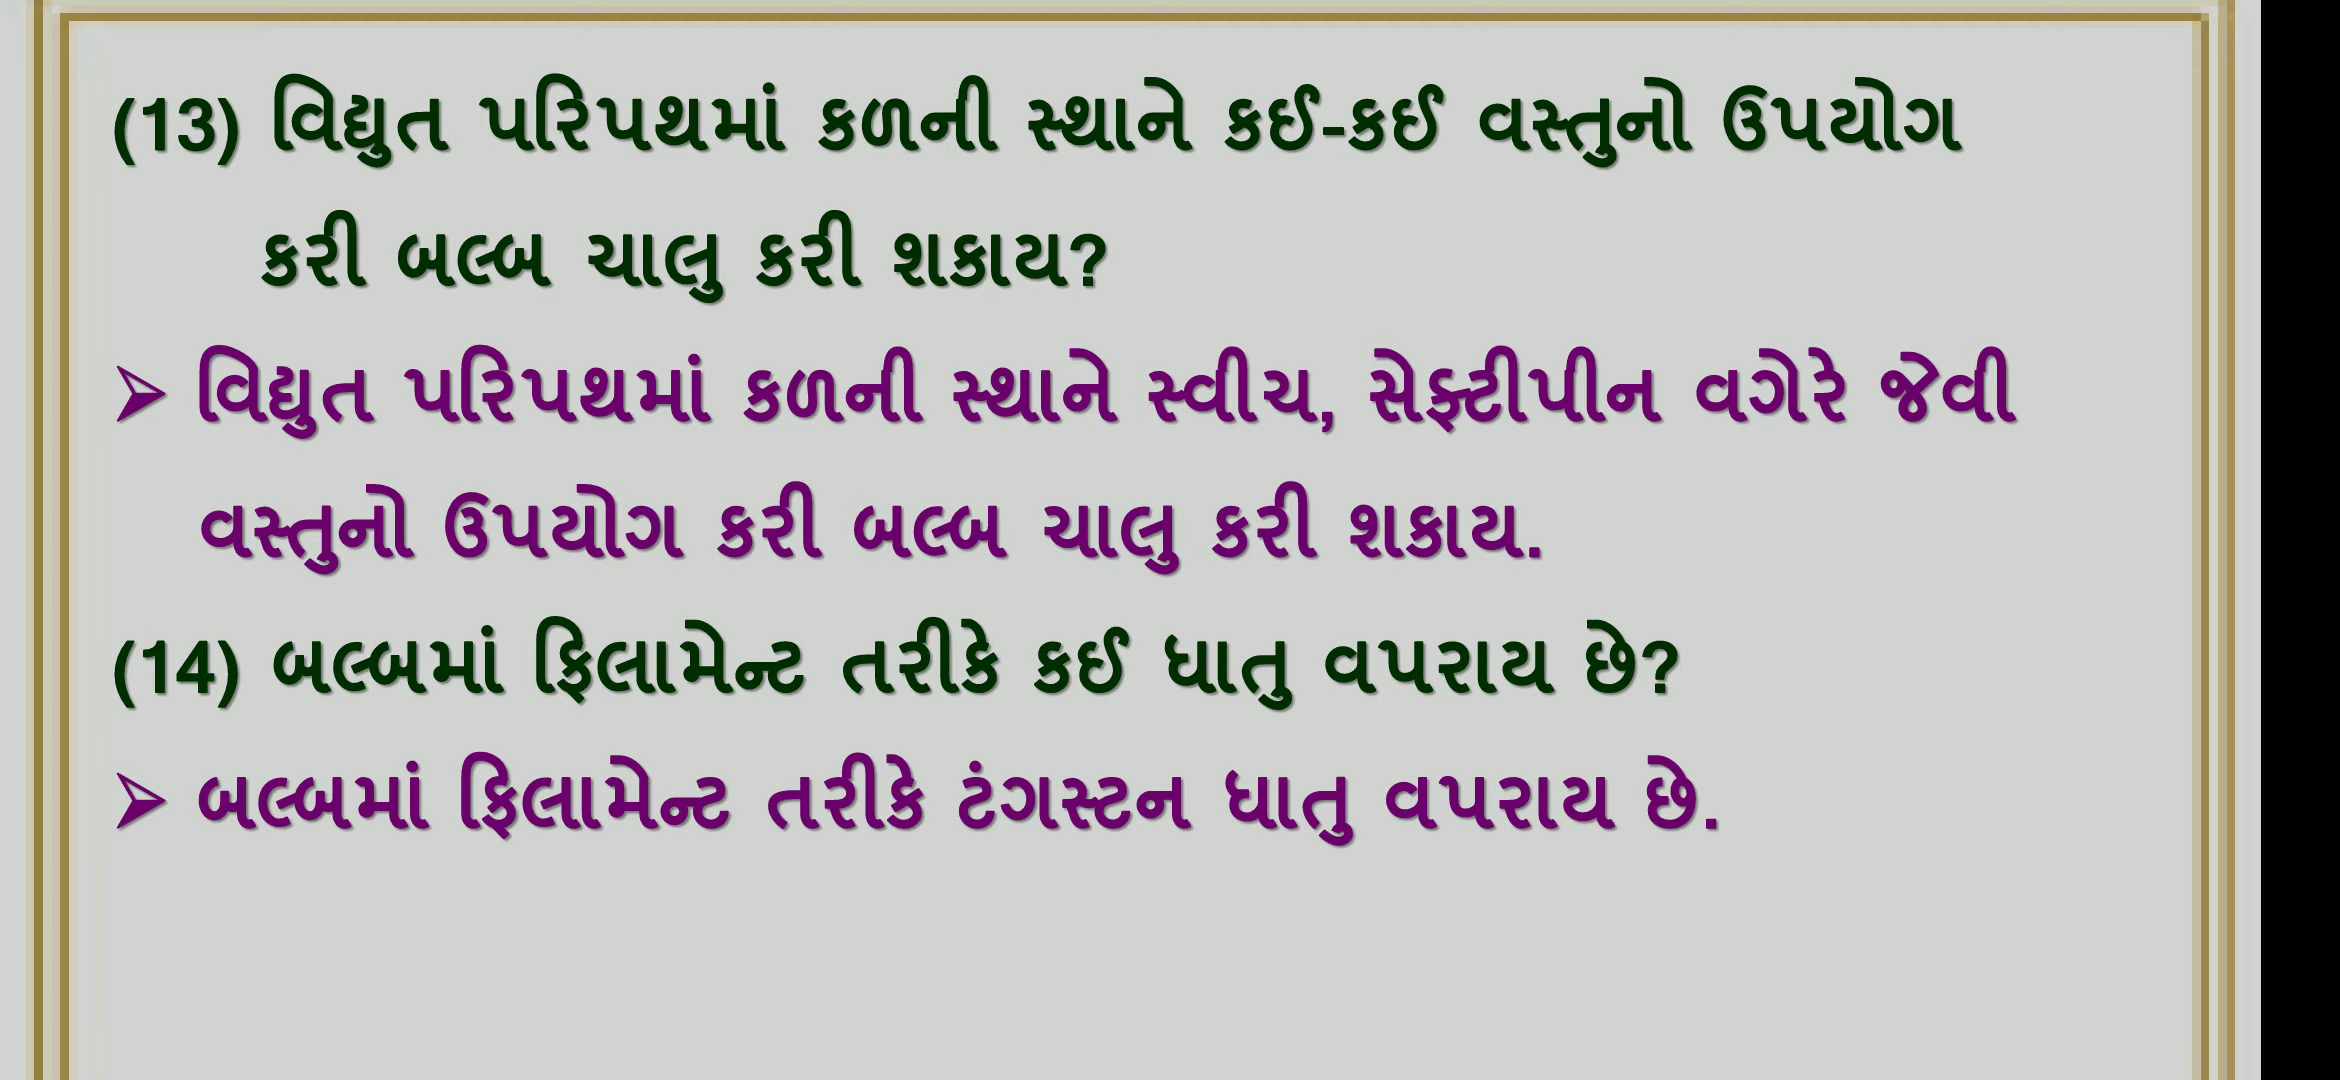 (13) વિદ્યુત પરિપથમાં કળની સ્થાને કઈ-કઈ વસ્તુનો ઉપયોગ
કરી બલ્બ ચાલુ કરી શકાય?
➢ વિદ્યુત પરિપથમાં કળની સ્થાને સ્વીચ, સેફ્ટીપીન વગેરે જેવી
વસ્તુનો ઉપયોગ કરી બલ્બ ચાલુ કરી શકાય.
(14) બલ્બમાં ફિલામેન્ટ તરીકે કઈ ધાતુ વપરાય છે?
➢ બલ્બમાં ફિલામેન્ટ તરીકે ટંગસ્ટન ધાતુ વપરાય છે.